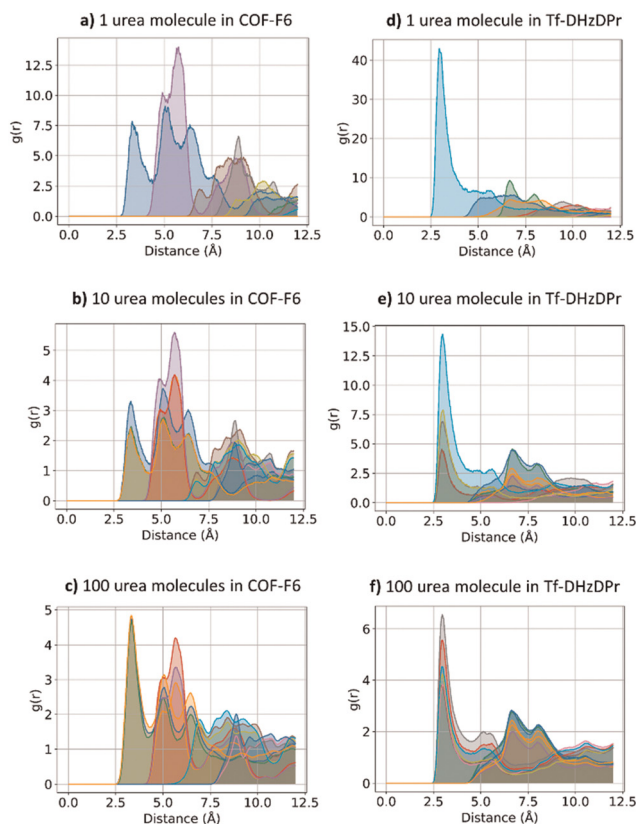 a) 1 urea molecule in COF-F6
g(r)
12.5
10.0
7.5
5.0
2.5
0.0
0.0 2.5 5.0 7.5 10.0 12.5
Distance (Å)
d) 1 urea molecule in Tf-DHzDPr
g(r)
40
30
20
10
0
0.0 2.5 5.0 7.5 10.0 12.5
Distance (Å)
b) 10 urea molecules in COF-F6
g(r)
5
4
3
2
1
0
0.0 2.5 5.0 7.5 10.0 12.5
Distance (Å)
e) 10 urea molecule in Tf-DHzDPr
g(r)
15.0
12.5
10.0
7.5
5.0
2.5
0.0
0.0 2.5 5.0 7.5 10.0 12.5
Distance (Å)
c) 100 urea molecules in COF-F6
g(r)
5
4
3
2
1
0
0.0 2.5 5.0 7.5 10.0 12.5
Distance (Å)
f) 100 urea molecule in Tf-DHzDPr
g(r)
6
4
2
0
0.0 2.5 5.0 7.5 10.0 12.5
Distance (Å)